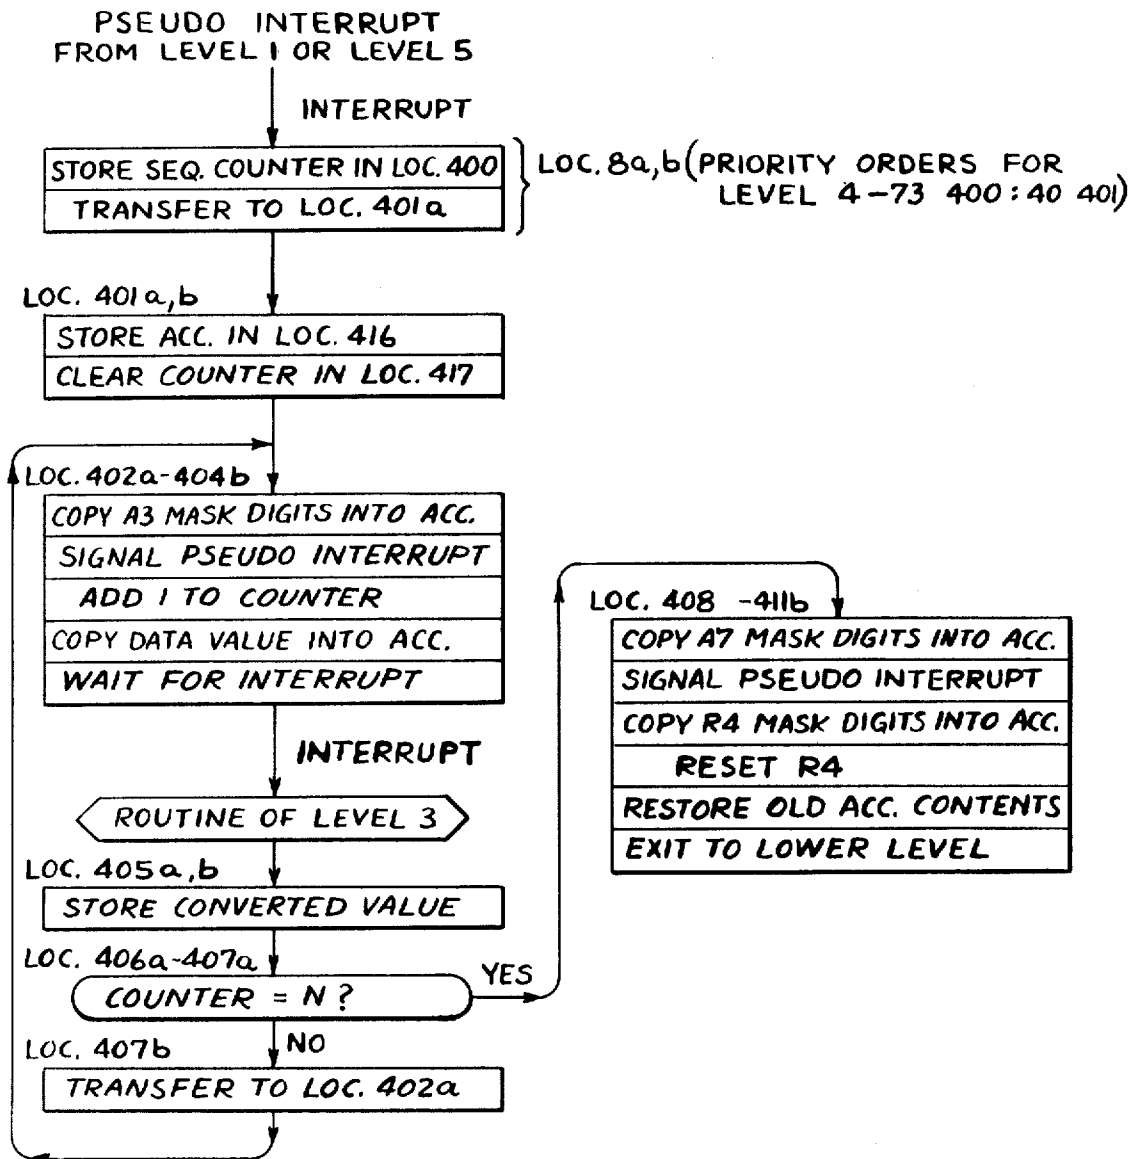 PSEUDO INTERRUPT
FROM LEVEL 1 OR LEVEL 5
INTERRUPT
STORE SEQ. COUNTER IN LOC. 400
TRANSFER TO LOC. 401a
LOC. 8a, b (PRIORITY ORDERS FOR
LEVEL 4-73 400:40 401)
LOC. 401a, b
STORE ACC. IN LOC. 416
CLEAR COUNTER IN LOC. 417
LOC. 402a-404b
COPY A3 MASK DIGITS INTO ACC.
SIGNAL PSEUDO INTERRUPT
ADD 1 TO COUNTER
COPY DATA VALUE INTO ACC.
WAIT FOR INTERRUPT
INTERRUPT
ROUTINE OF LEVEL 3
LOC. 405a, b
STORE CONVERTED VALUE
LOC. 406a-407a
COUNTER = N?
YES
NO
LOC. 407b
TRANSFER TO LOC. 402a
LOC. 408 -411b
COPY A7 MASK DIGITS INTO ACC.
SIGNAL PSEUDO INTERRUPT
COPY R4 MASK DIGITS INTO ACC.
RESET R4
RESTORE OLD ACC. CONTENTS
EXIT TO LOWER LEVEL